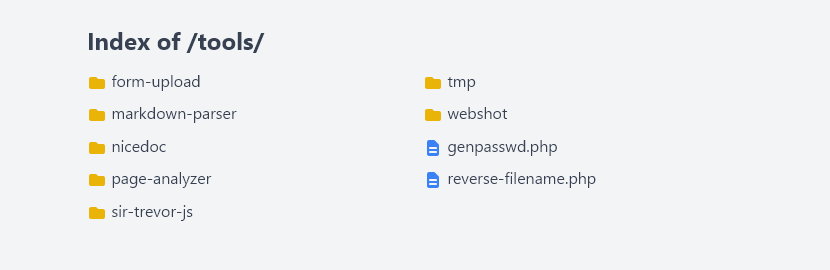 Index of /tools/
form-upload
markdown-parser
nicedoc
page-analyzer
sir-trevor-js
tmp
webshot
genpasswd.php
reverse-filename.php